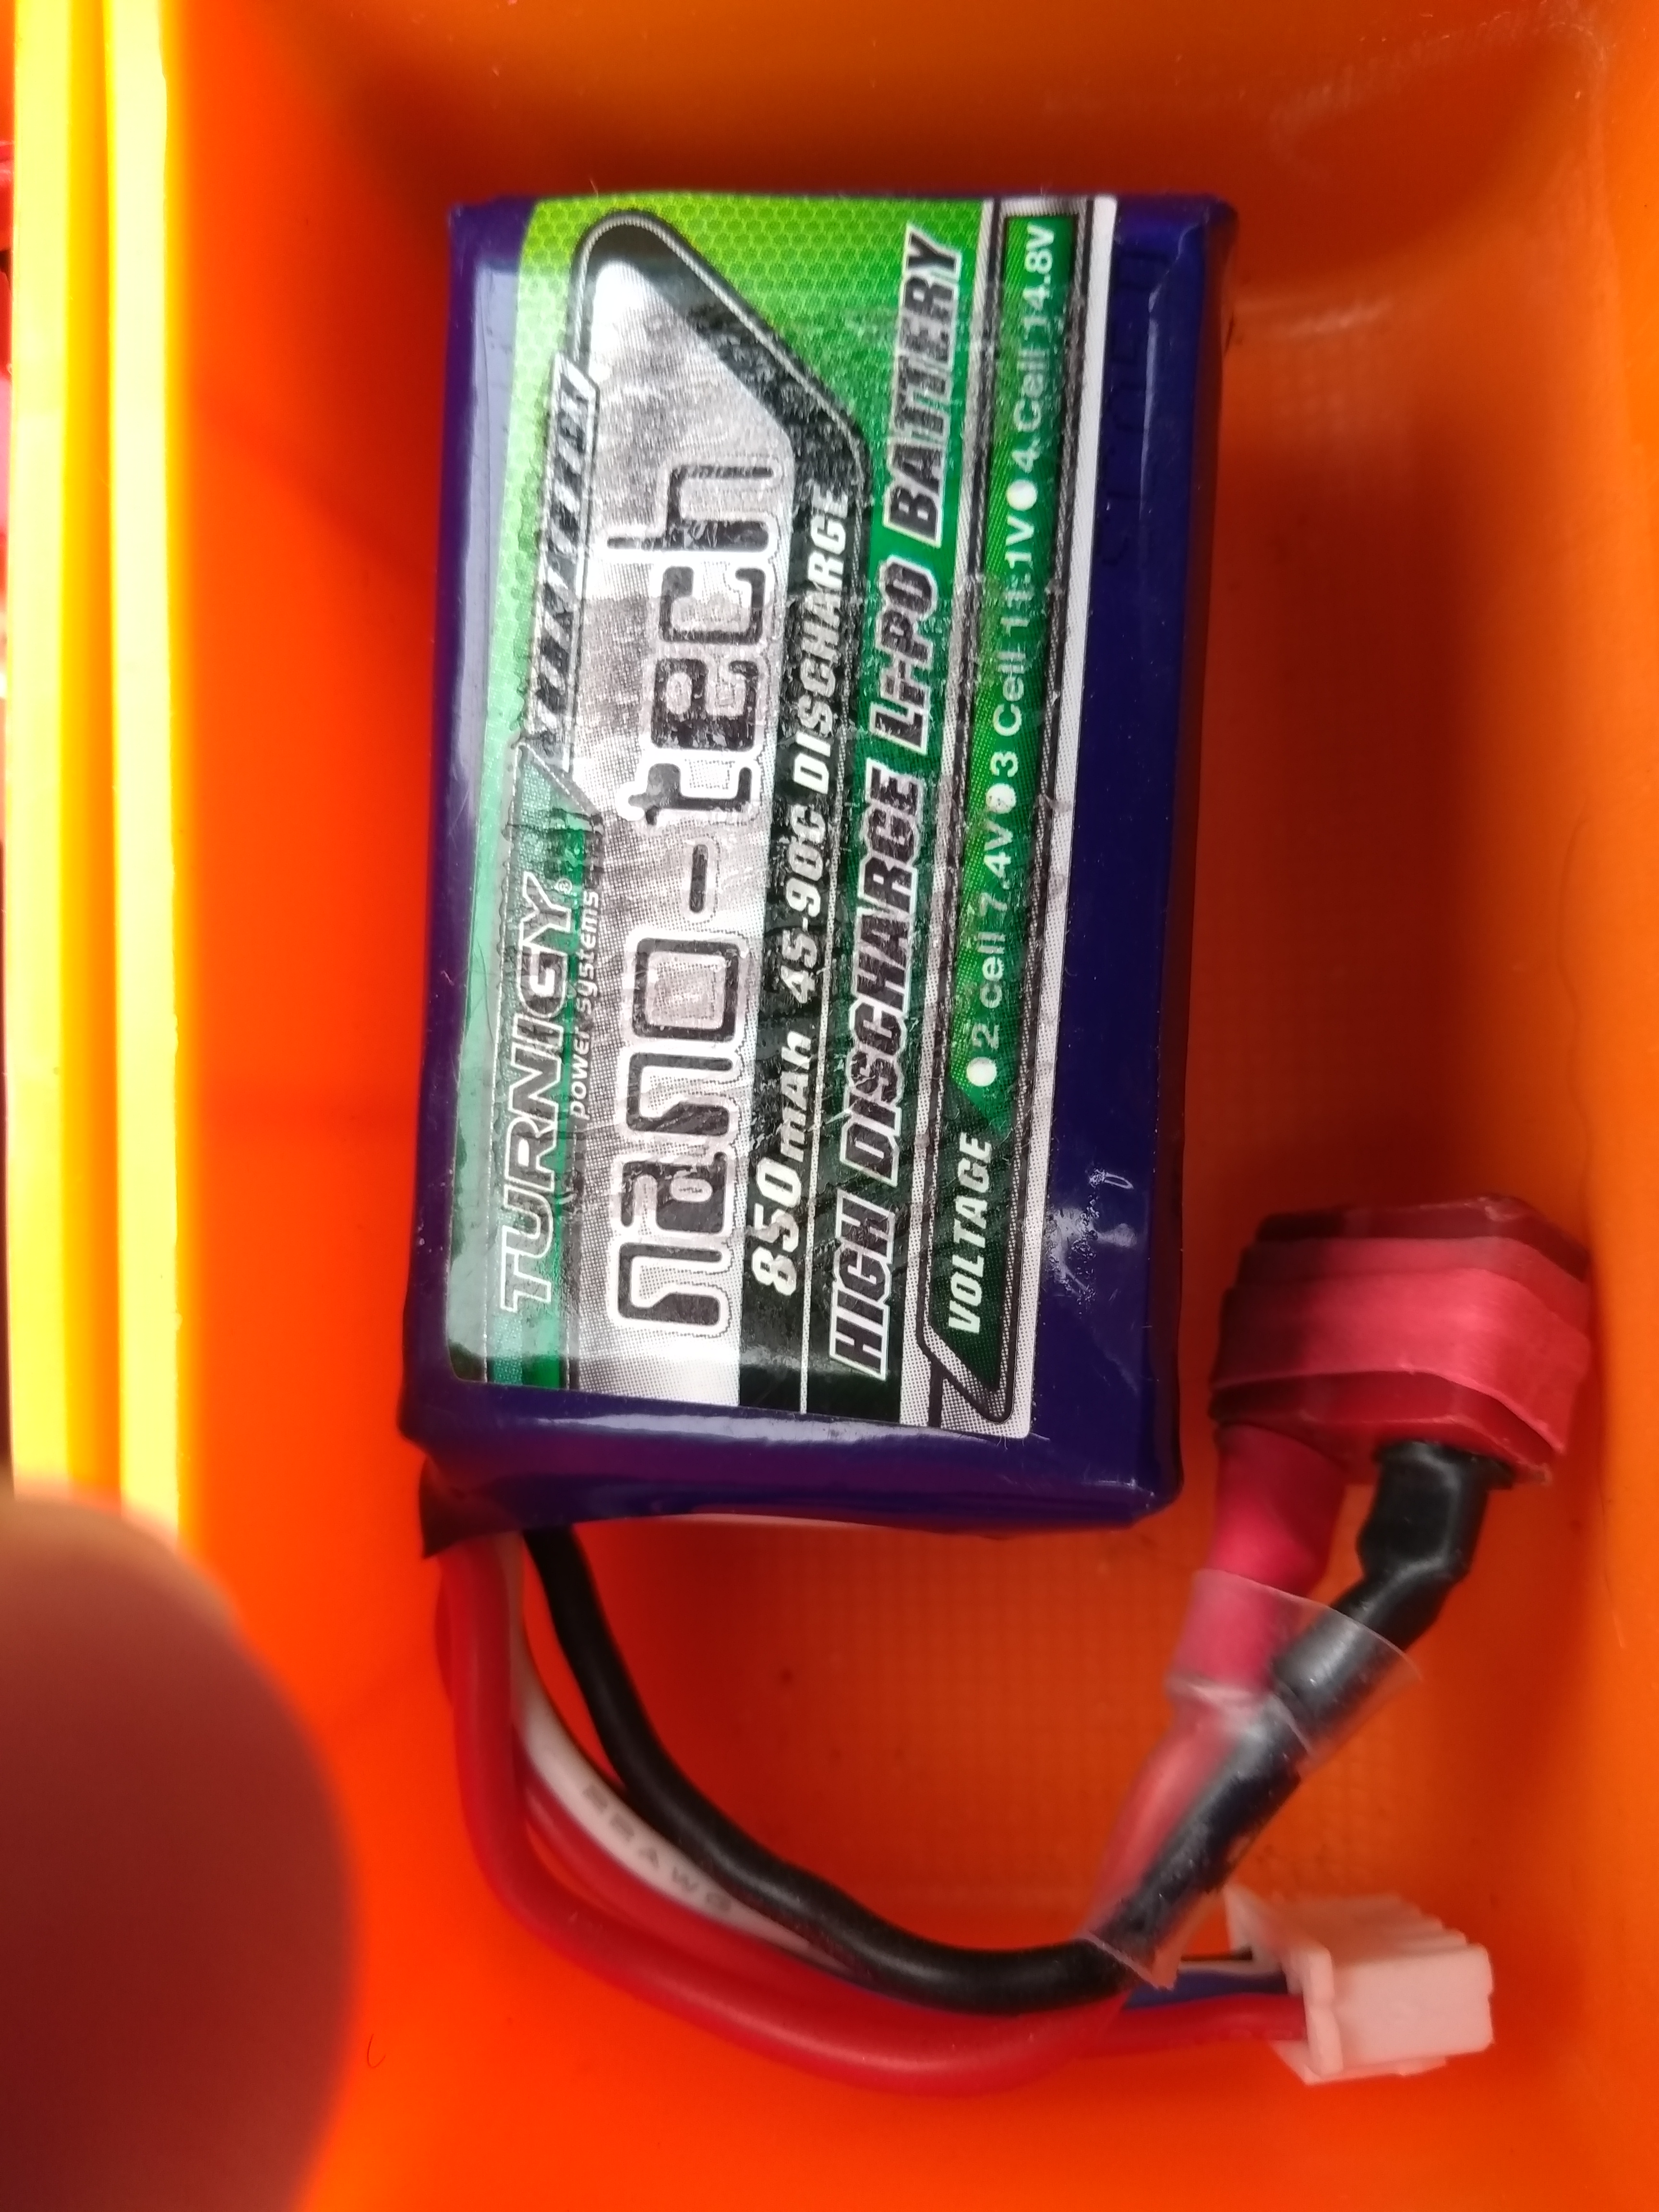 TURNIGY®
power systems
nano-tech
850mAh 45-90C DISCHARGE
HIGH DISCHARGE LI-PO BATTERY
VOLTAGE ● 2 cell 7.4V ● 3 Cell 11.1V ● 4 Cell 14.8V
22AWG